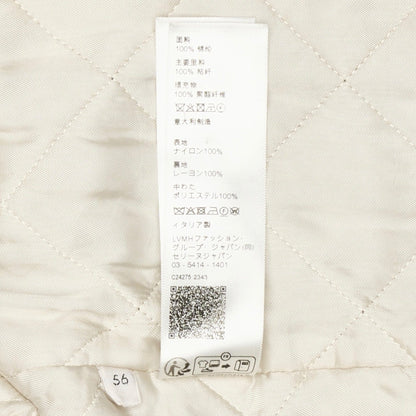 里料
100% 锦纶
主要里料
100% 粘纤
填充物
100% 聚酯纤维
意大利制造
表地
ナイロン100%
裏地
レーヨン100%
中わた
ポリエステル100%
イタリア製
LVMHファッション・
グループ・ジャパン(同)
セリーヌジャパン
03 - 5414 - 1401
C24275 2341
FR
56